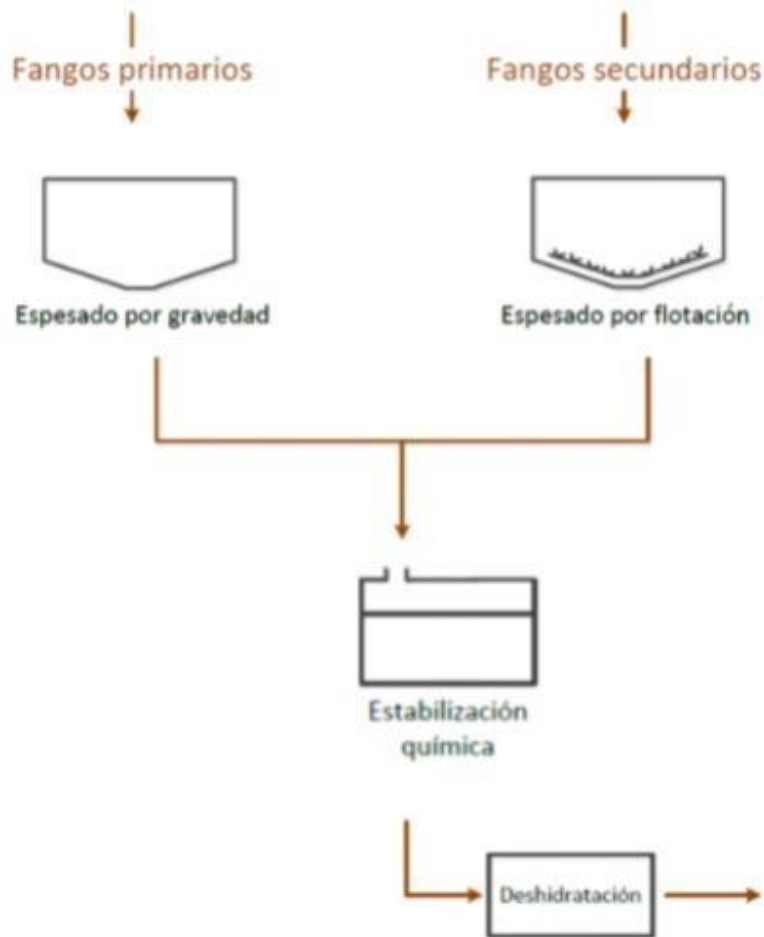 Fangos primarios
Fangos secundarios
Espesado por gravedad
Espesado por flotación
Estabilización
química
Deshidratación